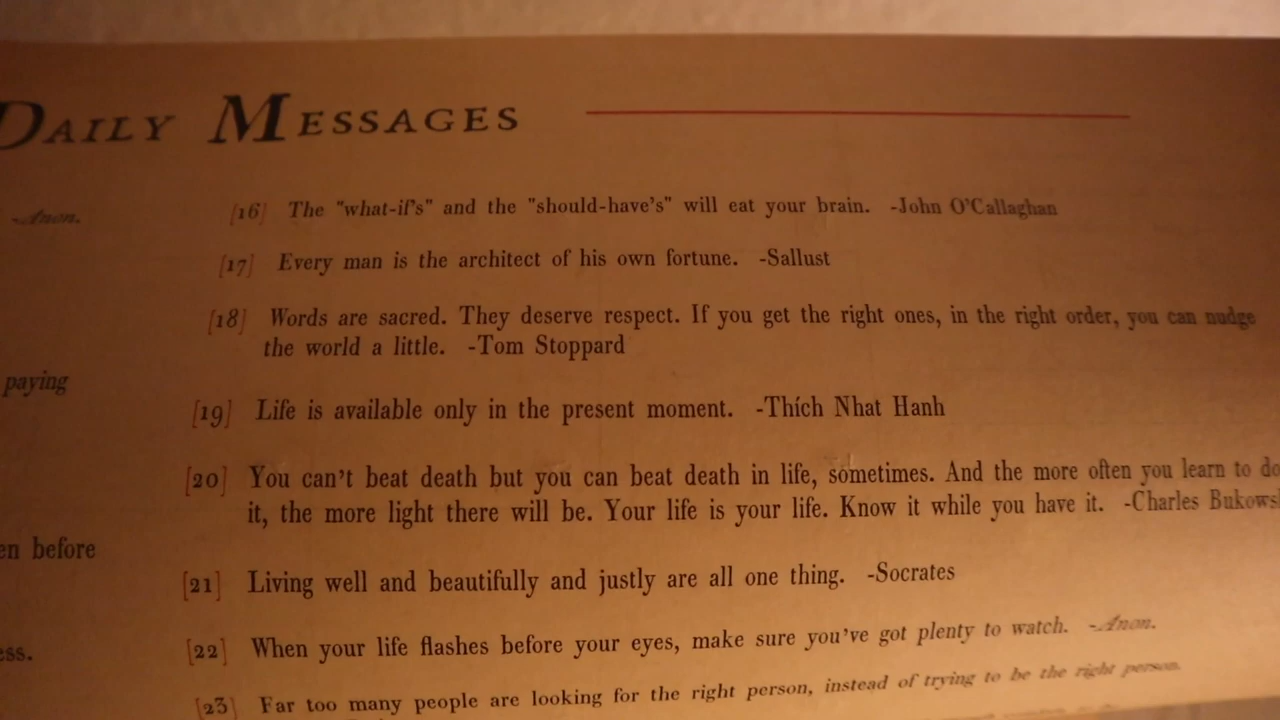 DAILY MESSAGES
-Anon.
[16] The "what-if's" and the "should-have's" will eat your brain. -John O'Callaghan
[17] Every man is the architect of his own fortune. -Sallust
[18] Words are sacred. They deserve respect. If you get the right ones, in the right order, you can nudge
the world a little. -Tom Stoppard
paying
[19] Life is available only in the present moment. -Thích Nhat Hanh
[20] You can't beat death but you can beat death in life, sometimes. And the more often you learn to do
it, the more light there will be. Your life is your life. Know it while you have it. -Charles Bukows
en before
[21] Living well and beautifully and justly are all one thing. -Socrates
ess.
[22] When your life flashes before your eyes, make sure you've got plenty to watch. -Anon.
[23] Far too many people are looking for the right person, instead of trying to be the right person.